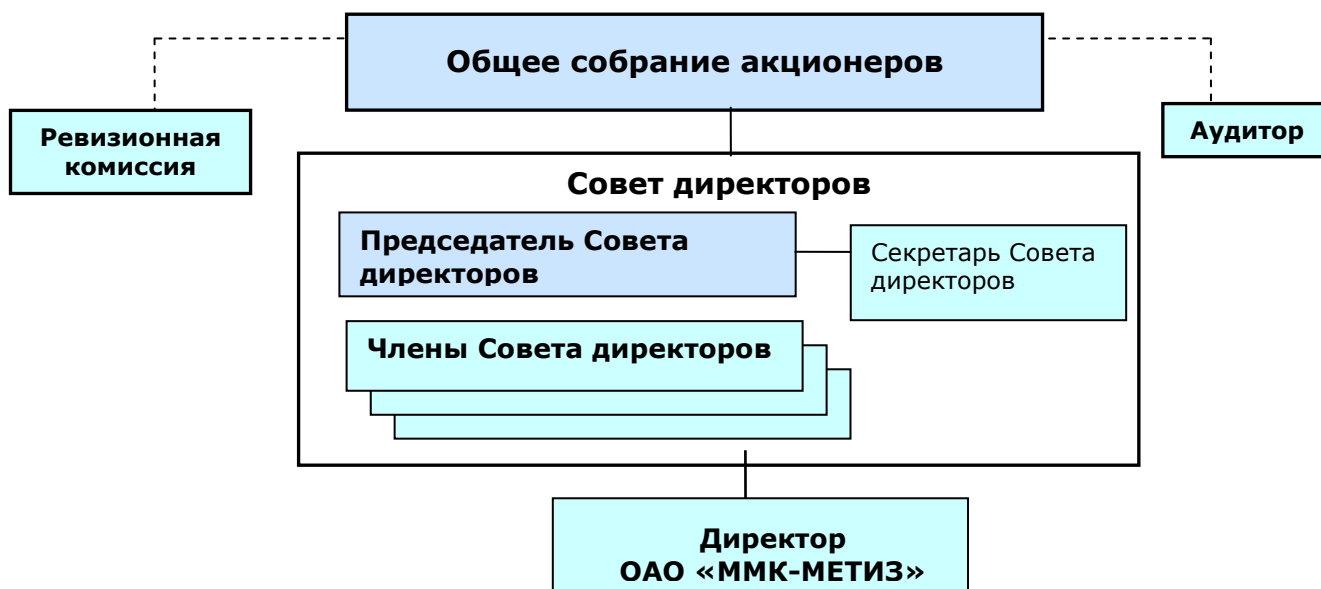 Общее собрание акционеров
Ревизионная
комиссия
Аудитор
Совет директоров
Председатель Совета
директоров
Секретарь Совета
директоров
Члены Совета директоров
Директор
ОАО «ММК-МЕТИЗ»